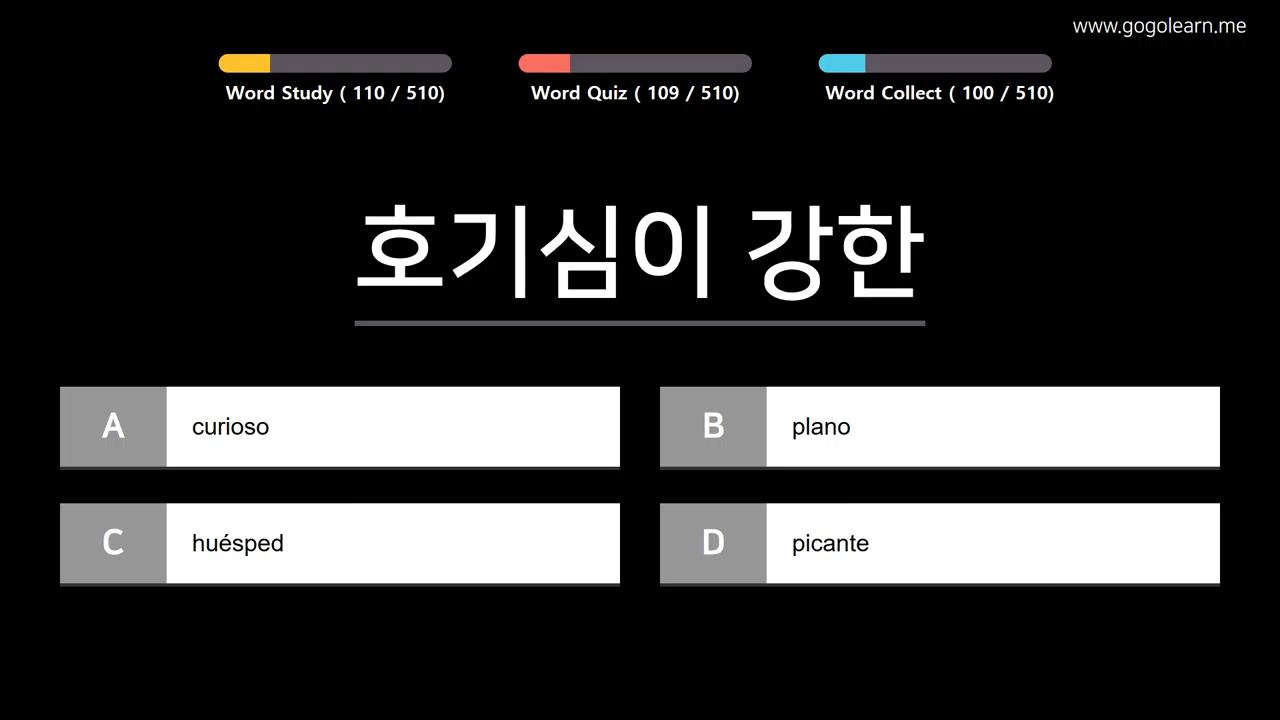 www.gogolearn.me
Word Study ( 110 / 510)
Word Quiz ( 109 / 510)
Word Collect ( 100 / 510)
호기심이 강한
A curioso
B plano
C huésped
D picante